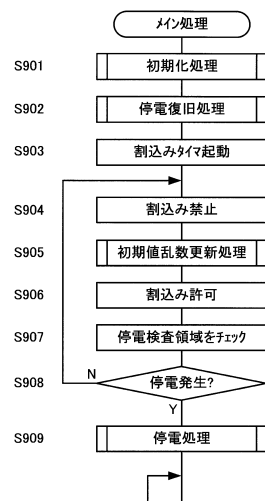 メイン処理
S901 初期化処理
S902 停電復旧処理
S903 割込みタイマ起動
S904 割込み禁止
S905 初期値乱数更新処理
S906 割込み許可
S907 停電検査領域をチェック
S908 N 停電発生?
Y
S909 停電処理